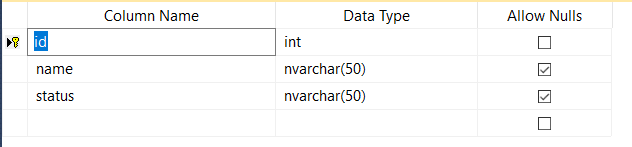 Column Name Data Type Allow Nulls
id int
name nvarchar(50)
status nvarchar(50)